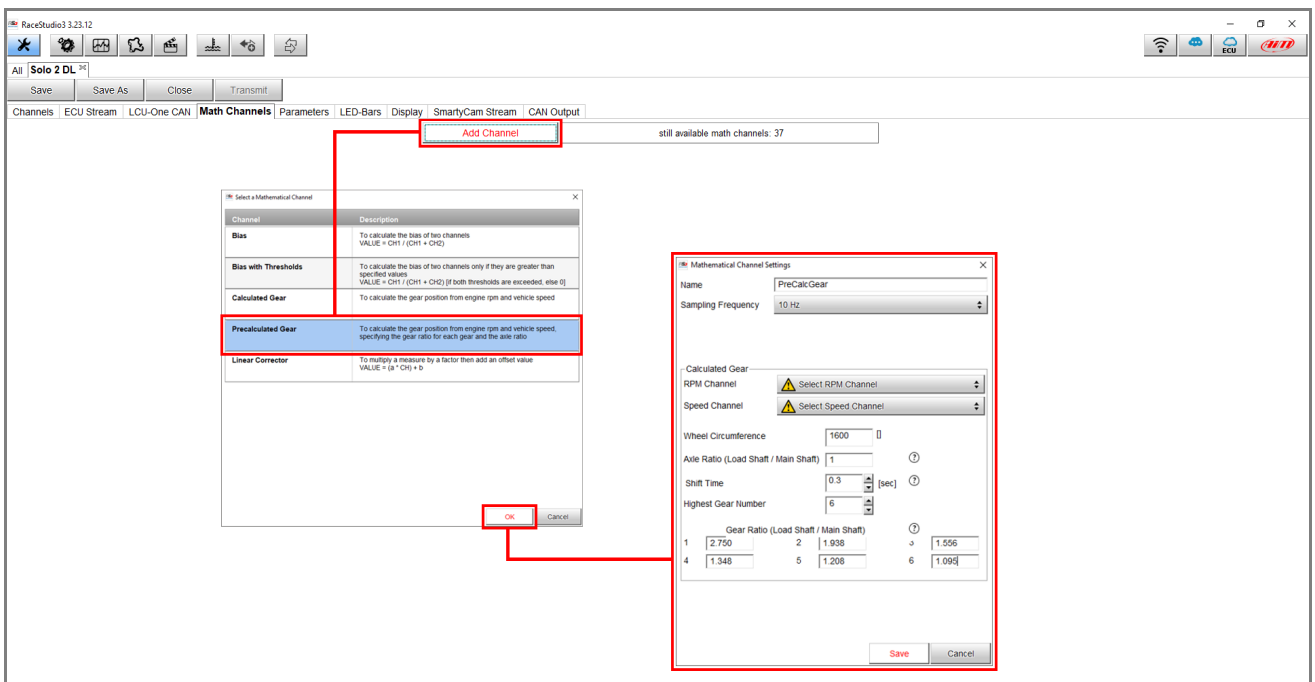 RaceStudio3 3.23.12
ECU
AiM
All Solo 2 DL
Save Save As Close Transmit
Channels ECU Stream LCU-One CAN Math Channels Parameters LED-Bars Display SmartyCam Stream CAN Output
Add Channel still available math channels: 37
Select a Mathematical Channel
Channel Description
Bias To calculate the bias of two channels
VALUE = CH1 / (CH1 + CH2)
Bias with Thresholds To calculate the bias of two channels only if they are greater than
specified values
VALUE = CH1 / (CH1 + CH2) [if both thresholds are exceeded, else 0]
Calculated Gear To calculate the gear position from engine rpm and vehicle speed
Precalculated Gear To calculate the gear position from engine rpm and vehicle speed,
specifying the gear ratio for each gear and the axle ratio
Linear Corrector To multiply a measure by a factor then add an offset value
VALUE = (a * CH) + b
OK Cancel
Mathematical Channel Settings
Name PreCalcGear
Sampling Frequency 10 Hz
Calculated Gear
RPM Channel Select RPM Channel
Speed Channel Select Speed Channel
Wheel Circumference 1600 []
Axle Ratio (Load Shaft / Main Shaft) 1 ?
Shift Time 0.3 [sec] ?
Highest Gear Number 6
Gear Ratio (Load Shaft / Main Shaft) ?
1 2.750 2 1.938 3 1.556
4 1.348 5 1.208 6 1.095
Save Cancel